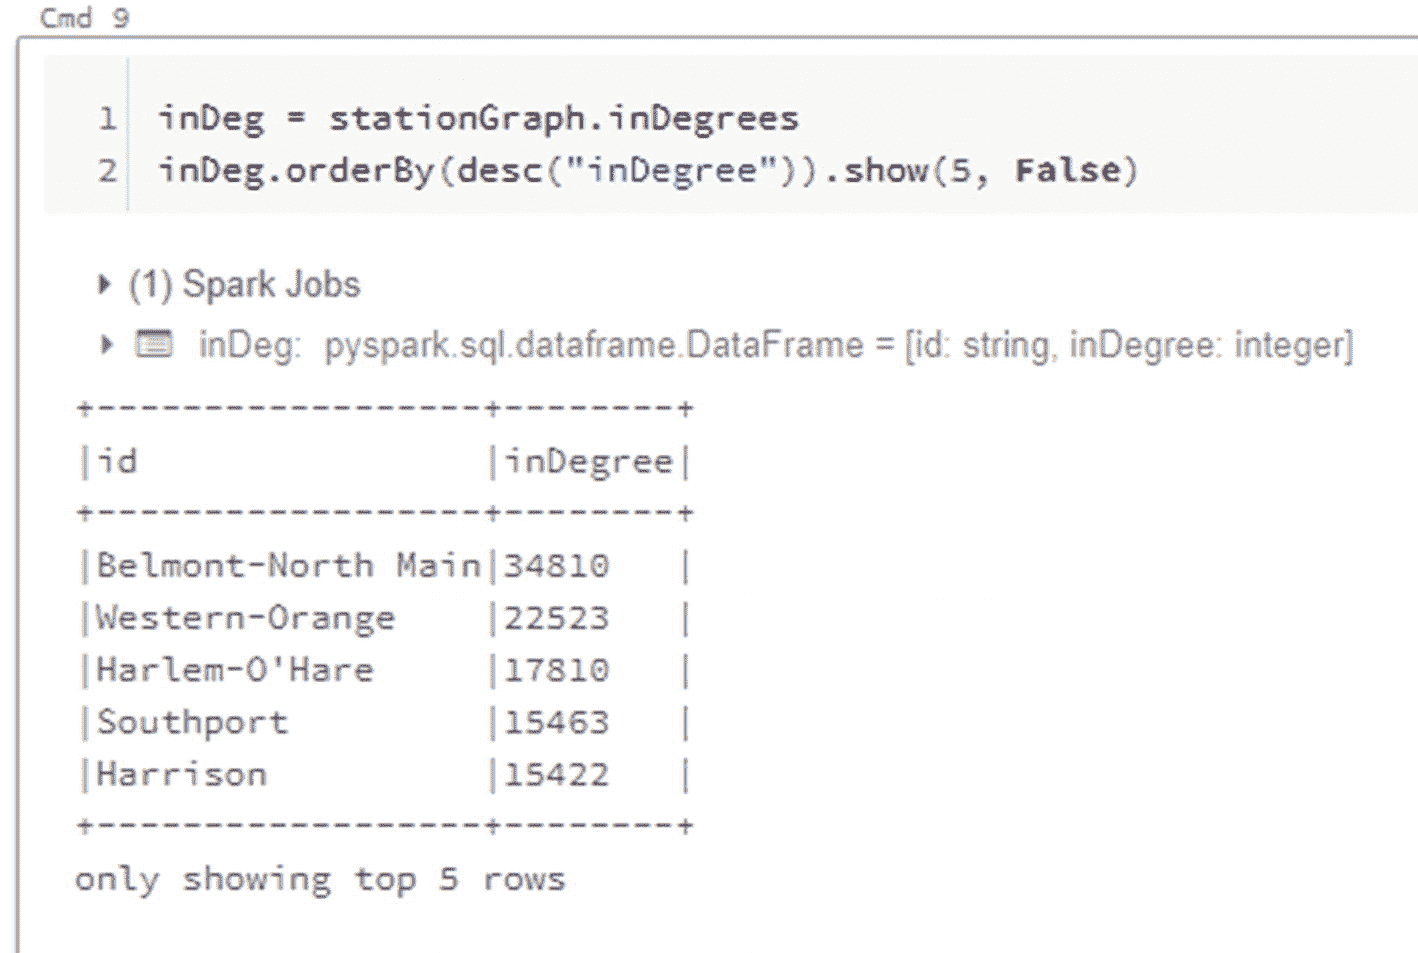 Cmd 9
1 inDeg = stationGraph.inDegrees
2 inDeg.orderBy(desc("inDegree")).show(5, False)
(1) Spark Jobs
inDeg: pyspark.sql.dataframe.DataFrame = [id: string, inDegree: integer]
+------------------+--------+
|id                |inDegree|
+------------------+--------+
|Belmont-North Main|34810   |
|Western-Orange    |22523   |
|Harlem-O'Hare     |17810   |
|Southport         |15463   |
|Harrison          |15422   |
+------------------+--------+
only showing top 5 rows